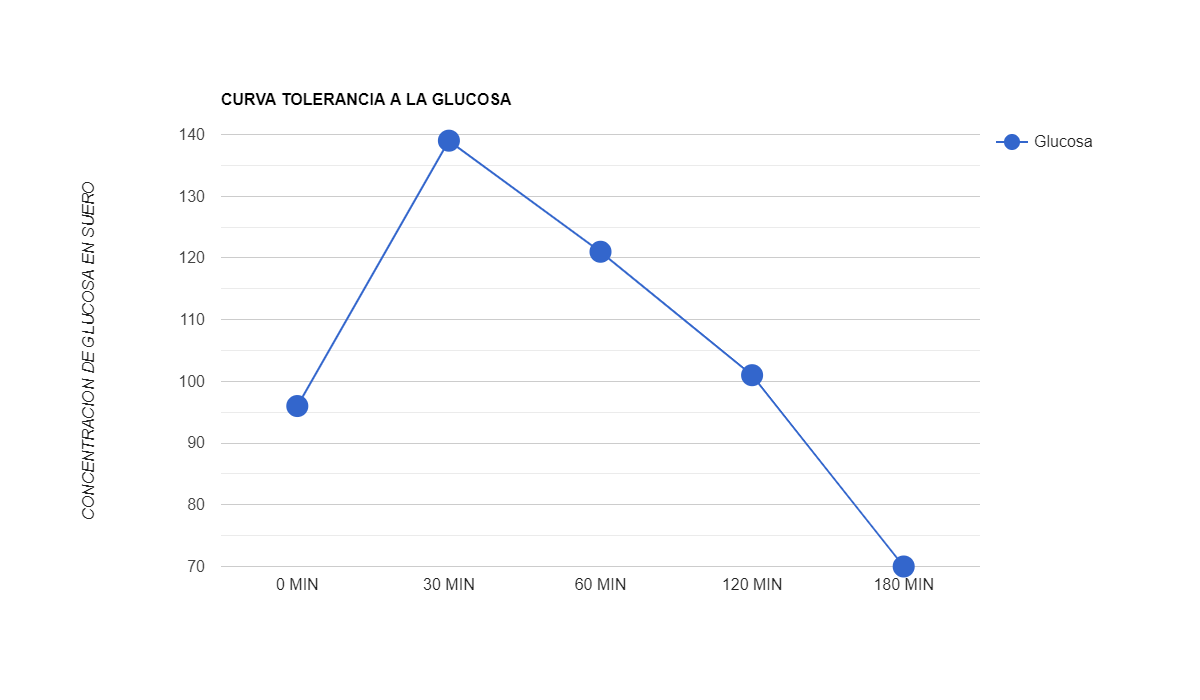 CURVA TOLERANCIA A LA GLUCOSA
Glucosa
CONCENTRACION DE GLUCOSA EN SUERO
140
130
120
110
100
90
80
70
0 MIN
30 MIN
60 MIN
120 MIN
180 MIN